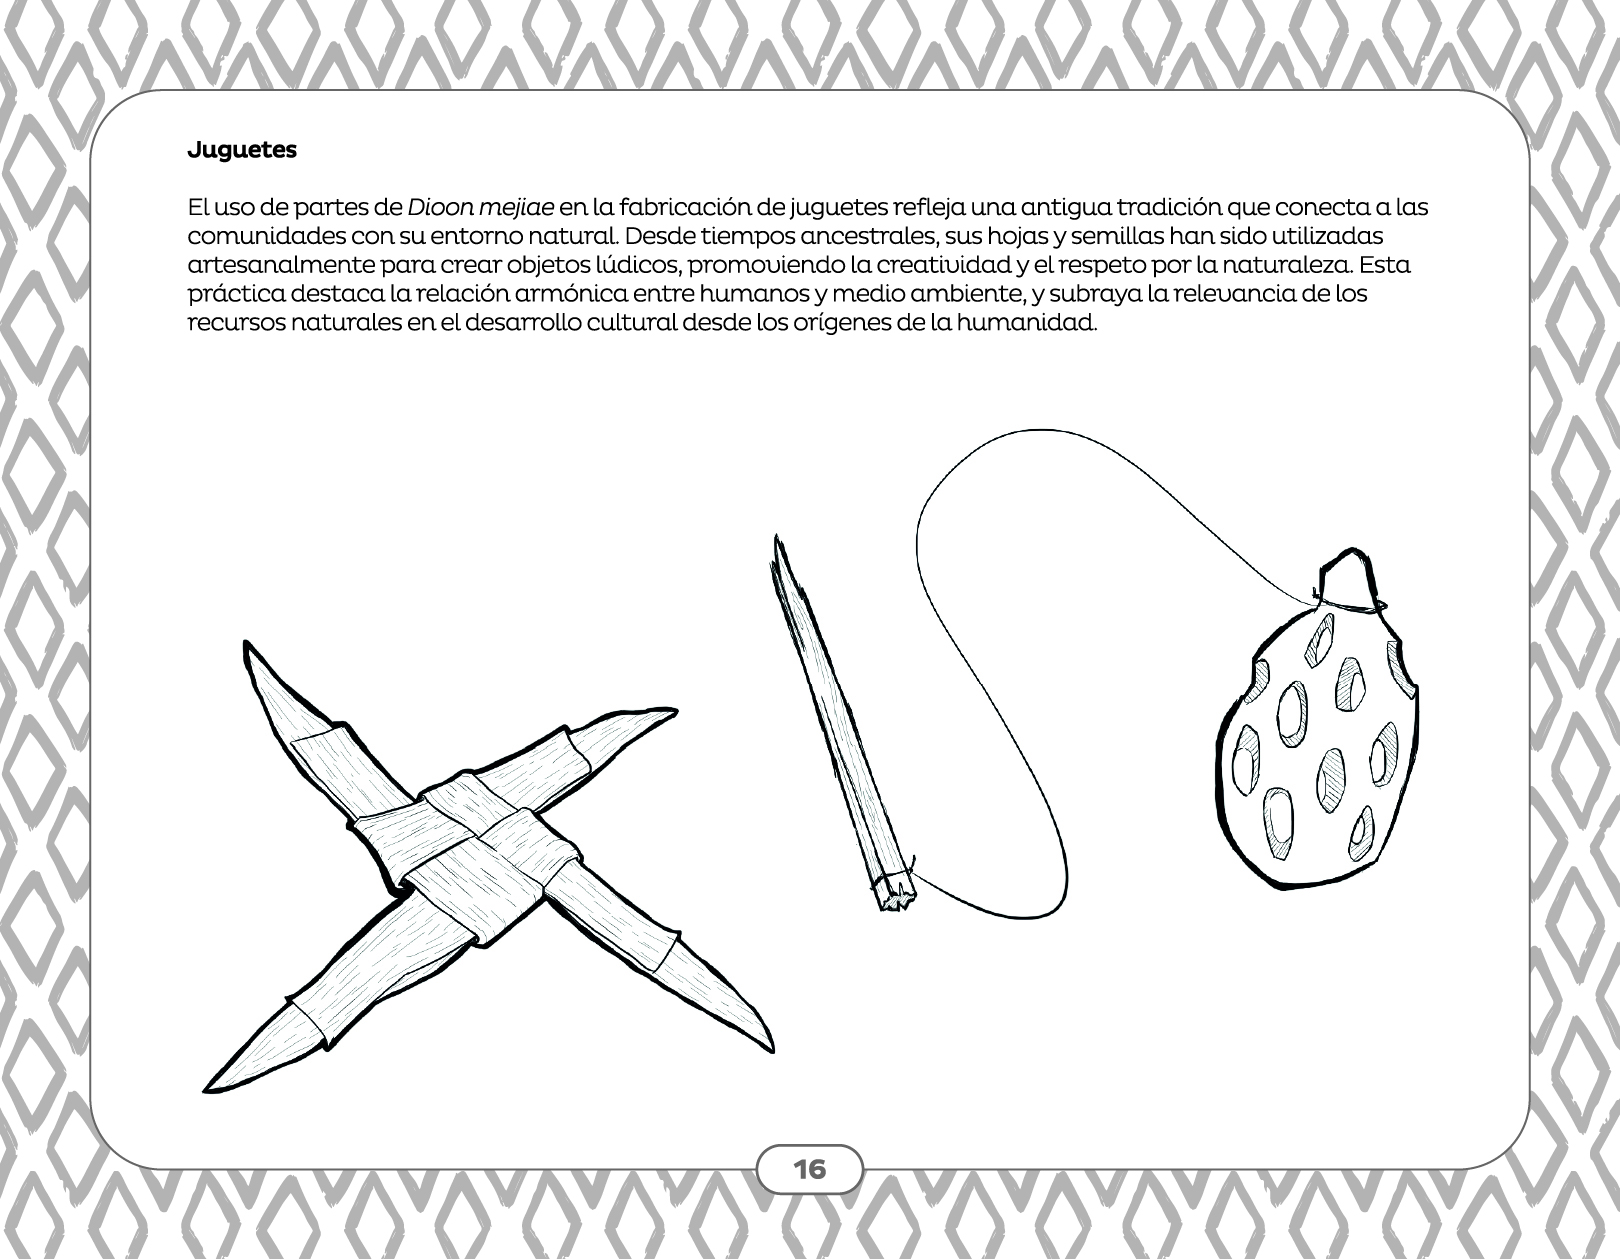 Juguetes
El uso de partes de Dioon mejiae en la fabricación de juguetes refleja una antigua tradición que conecta a las
comunidades con su entorno natural. Desde tiempos ancestrales, sus hojas y semillas han sido utilizadas
artesanalmente para crear objetos lúdicos, promoviendo la creatividad y el respeto por la naturaleza. Esta
práctica destaca la relación armónica entre humanos y medio ambiente, y subraya la relevancia de los
recursos naturales en el desarrollo cultural desde los orígenes de la humanidad.
16